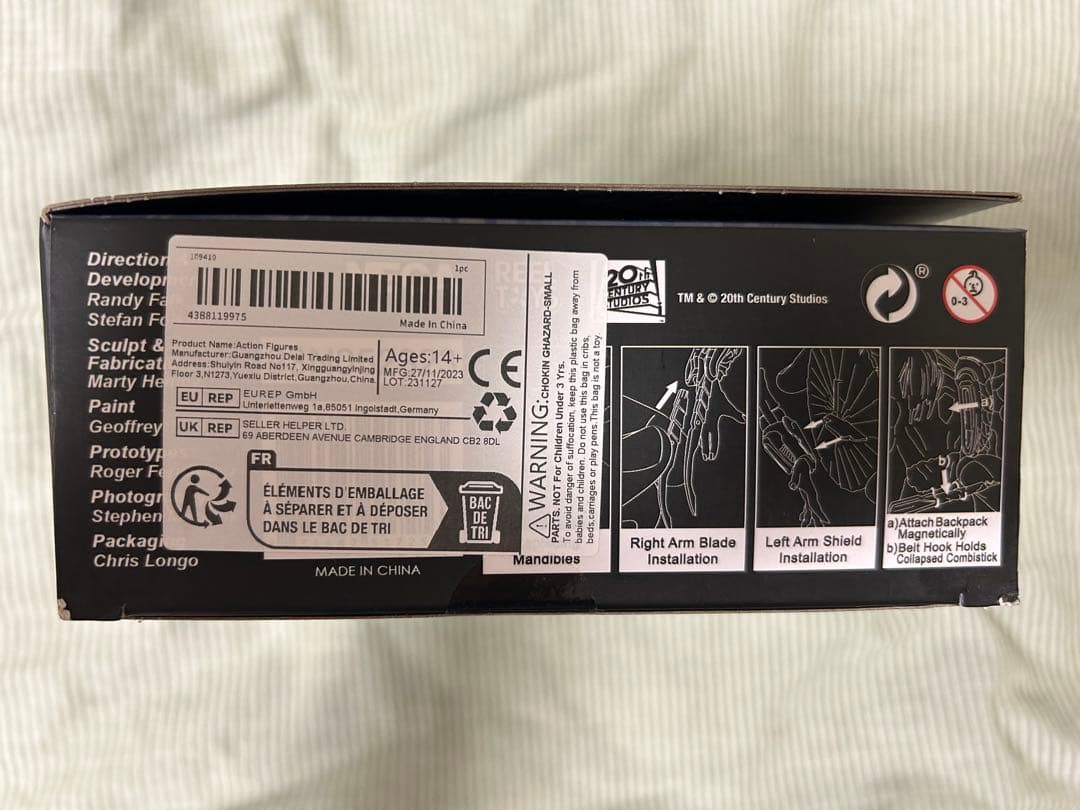 Direction
Developm
Randy Fa
Stefan Fo
Sculpt &
Fabricat
Marty He
Paint
Geoffrey
Prototyp
Roger Fe
Photogr
Stephen
Packagi
Chris Longo
MADE IN CHINA
1M9410
1pc
43B8119975
Made In China
Product Name:Action Figures
Manufacturer:Guangzhou Delai Trading Limited
Address:Shuiyin Road No117, Xingguangyingjing
Floor 3,N1273,Yuexiu District,Guangzhou,China.
Ages:14+
MFG:27/11/2023
LOT:231127
CE
EU REP
EUREP GmbH
Unterlettenweg 1a,85051 Ingolstadt,Germany
UK REP
SELLER HELPER LTD.
69 ABERDEEN AVENUE CAMBRIDGE ENGLAND CB2 8DL
FR
ÉLÉMENTS D'EMBALLAGE
À SÉPARER ET À DÉPOSER
DANS LE BAC DE TRI
BAC
DE
TRI
WARNING:CHOKIN GHAZARD-SMALL
PARTS. NOT For Children Under 3 Yrs.
To avoid danger of suffocation, keep this plastic bag away from
babies and children. Do not use this bag in cribs,
beds,carriages or play pens.This bag is not a toy.
20th
CENTURY
STUDIOS
TM & © 20th Century Studios
®
0-3
Mandibles
Right Arm Blade
Installation
Left Arm Shield
Installation
a)
b)
a)Attach Backpack
Magnetically
b)Belt Hook Holds
Collapsed Combistick